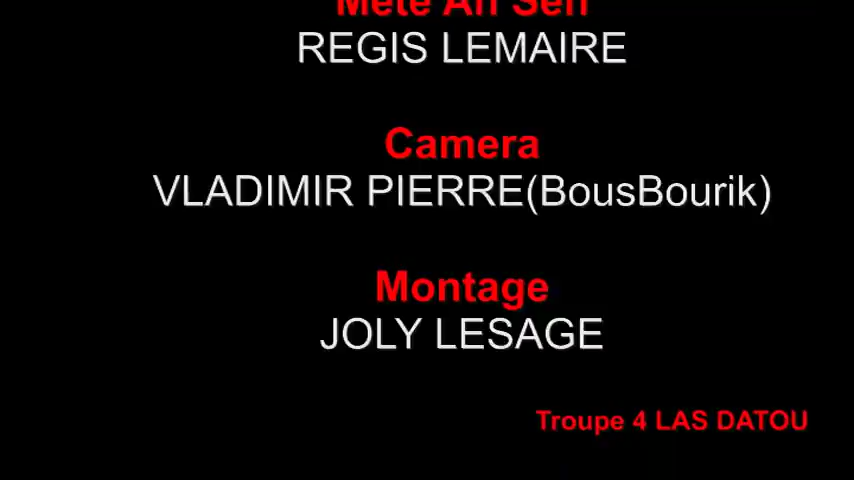 Mete An Sen
REGIS LEMAIRE
Camera
VLADIMIR PIERRE(BousBourik)
Montage
JOLY LESAGE
Troupe 4 LAS DATOU